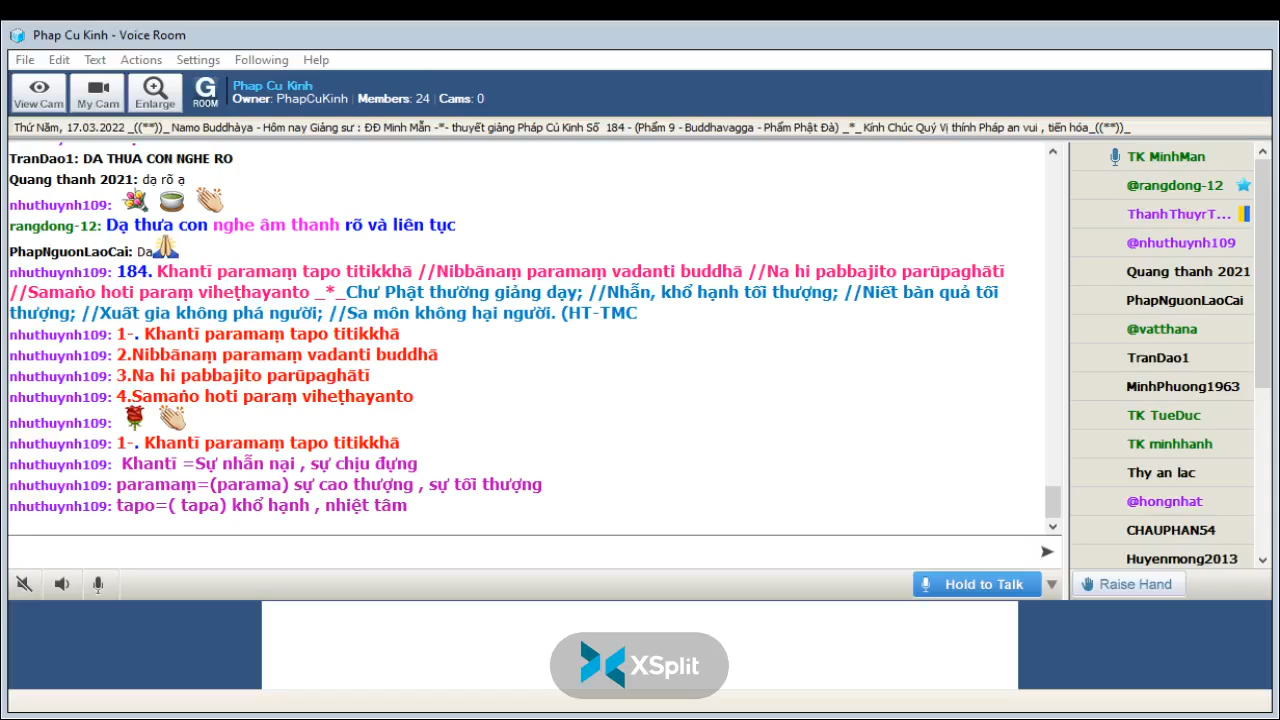 Phap Cu Kinh - Voice Room
File Edit Text Actions Settings Following Help
View Cam My Cam Enlarge G ROOM
Phap Cu Kinh
Owner: PhapCuKinh | Members: 24 | Cams: 0
Thứ Năm, 17.03.2022 _((**))_ Namo Buddhàya - Hôm nay Giảng sư : ĐĐ Minh Mẫn -*- thuyết giảng Pháp Cú Kinh Số 184 - (Phẩm 9 - Buddhavagga - Phẩm Phật Đà) _*_ Kính Chúc Quý Vị thính Pháp an vui , tiến hóa_((**))_
TranDao1: DA THUA CON NGHE RO
Quang thanh 2021: dạ rõ ạ
nhuthuynh109:
rangdong-12: Dạ thưa con nghe âm thanh rõ và liên tục
PhapNguonLaoCai: Da
nhuthuynh109: 184. Khantī paramaṃ tapo titikkhā //Nibbānaṃ paramaṃ vadanti buddhā //Na hi pabbajito parūpaghātī
//Samaṅo hoti paraṃ viheṭhayanto _*_Chư Phật thường giảng dạy; //Nhẫn, khổ hạnh tối thượng; //Niết bàn quả tối
thượng; //Xuất gia không phá người; //Sa môn không hại người. (HT-TMC
nhuthuynh109: 1-. Khantī paramaṃ tapo titikkhā
nhuthuynh109: 2.Nibbānaṃ paramaṃ vadanti buddhā
nhuthuynh109: 3.Na hi pabbajito parūpaghātī
nhuthuynh109: 4.Samaṅo hoti paraṃ viheṭhayanto
nhuthuynh109:
nhuthuynh109: 1-. Khantī paramaṃ tapo titikkhā
nhuthuynh109: Khantī =Sự nhẫn nại , sự chịu đựng
nhuthuynh109: paramaṃ=(parama) sự cao thượng , sự tối thượng
nhuthuynh109: tapo=( tapa) khổ hạnh , nhiệt tâm
TK MinhMan
@rangdong-12
ThanhThuyrT...
@nhuthuynh109
Quang thanh 2021
PhapNguonLaoCai
@vatthana
TranDao1
MinhPhuong1963
TK TueDuc
TK minhhanh
Thy an lac
@hongnhat
CHAUPHAN54
Huyenmong2013
Hold to Talk
Raise Hand
XSplit